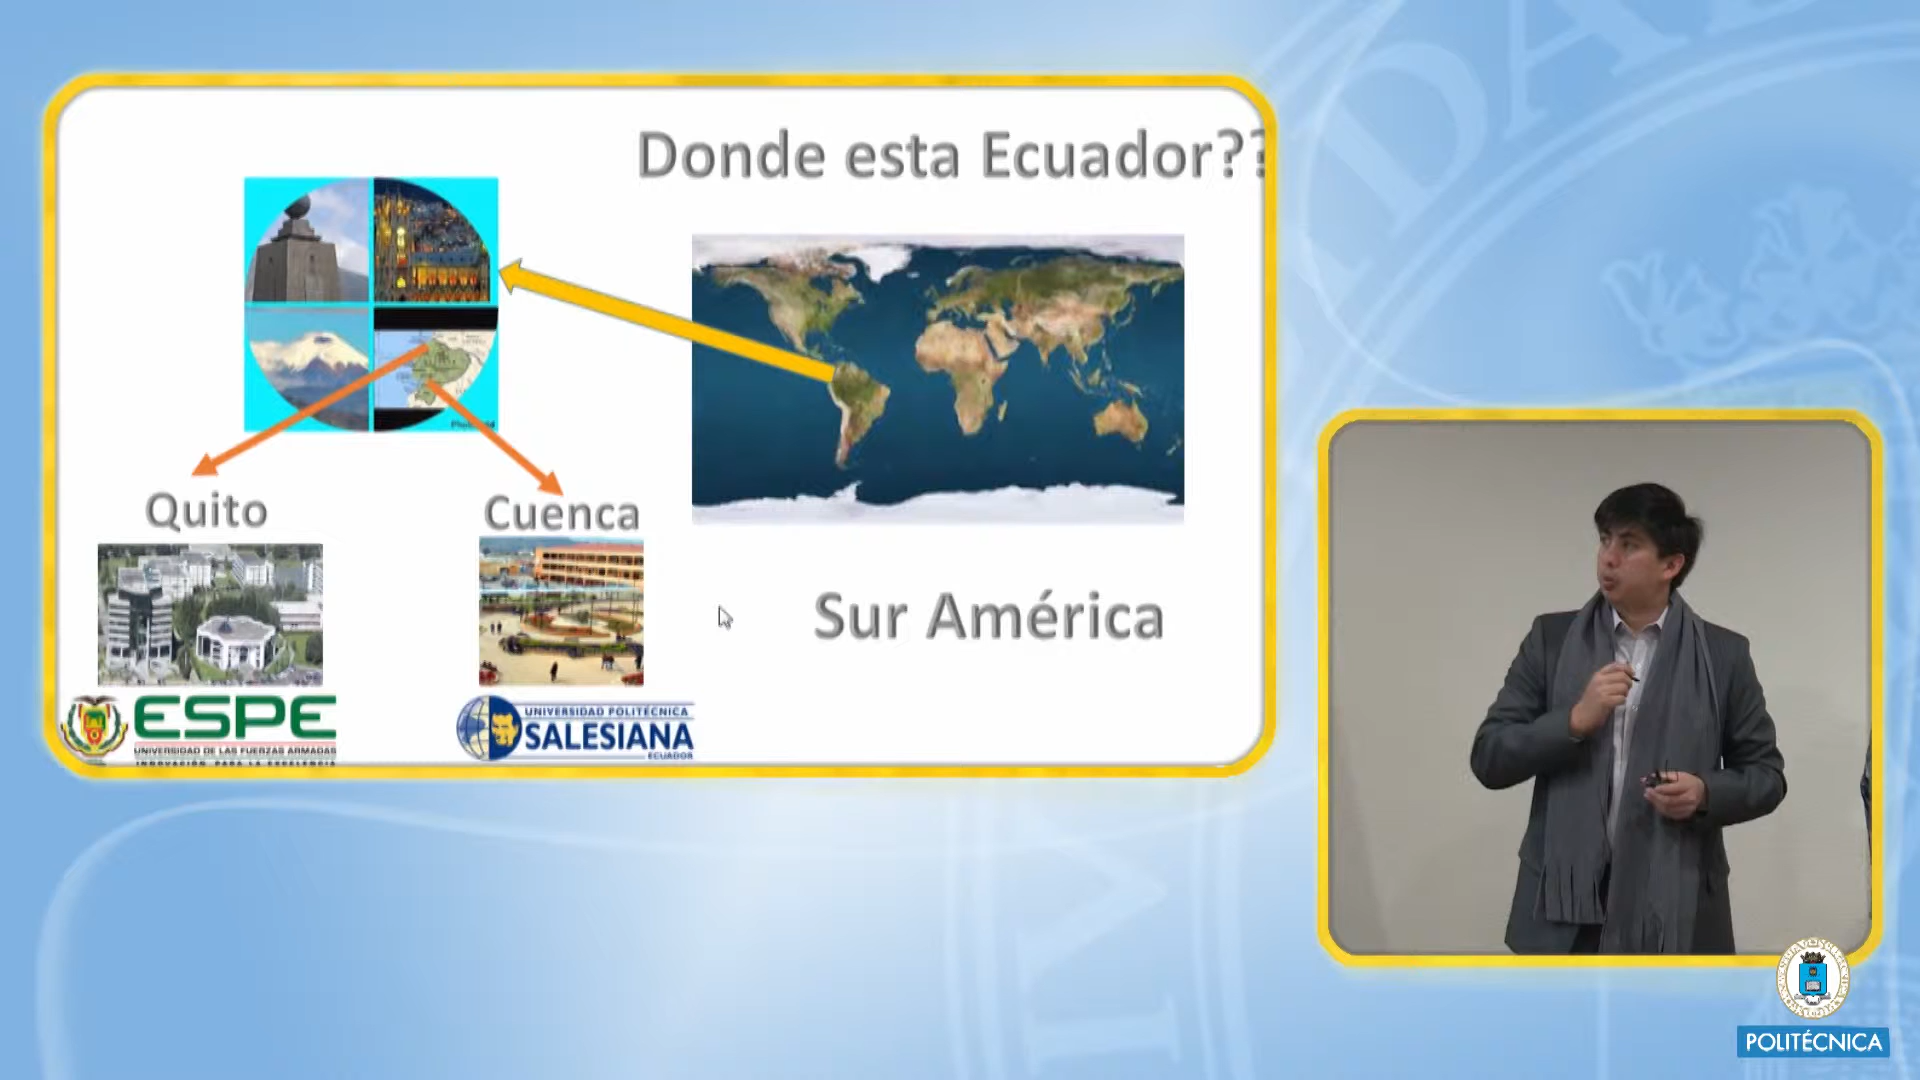 Donde esta Ecuador??
Quito
Cuenca
Sur América
ESPE
UNIVERSIDAD DE LAS FUERZAS ARMADAS
INNOVACIÓN PARA LA EXCELENCIA
UNIVERSIDAD POLITÉCNICA
SALESIANA
ECUADOR
POLITÉCNICA